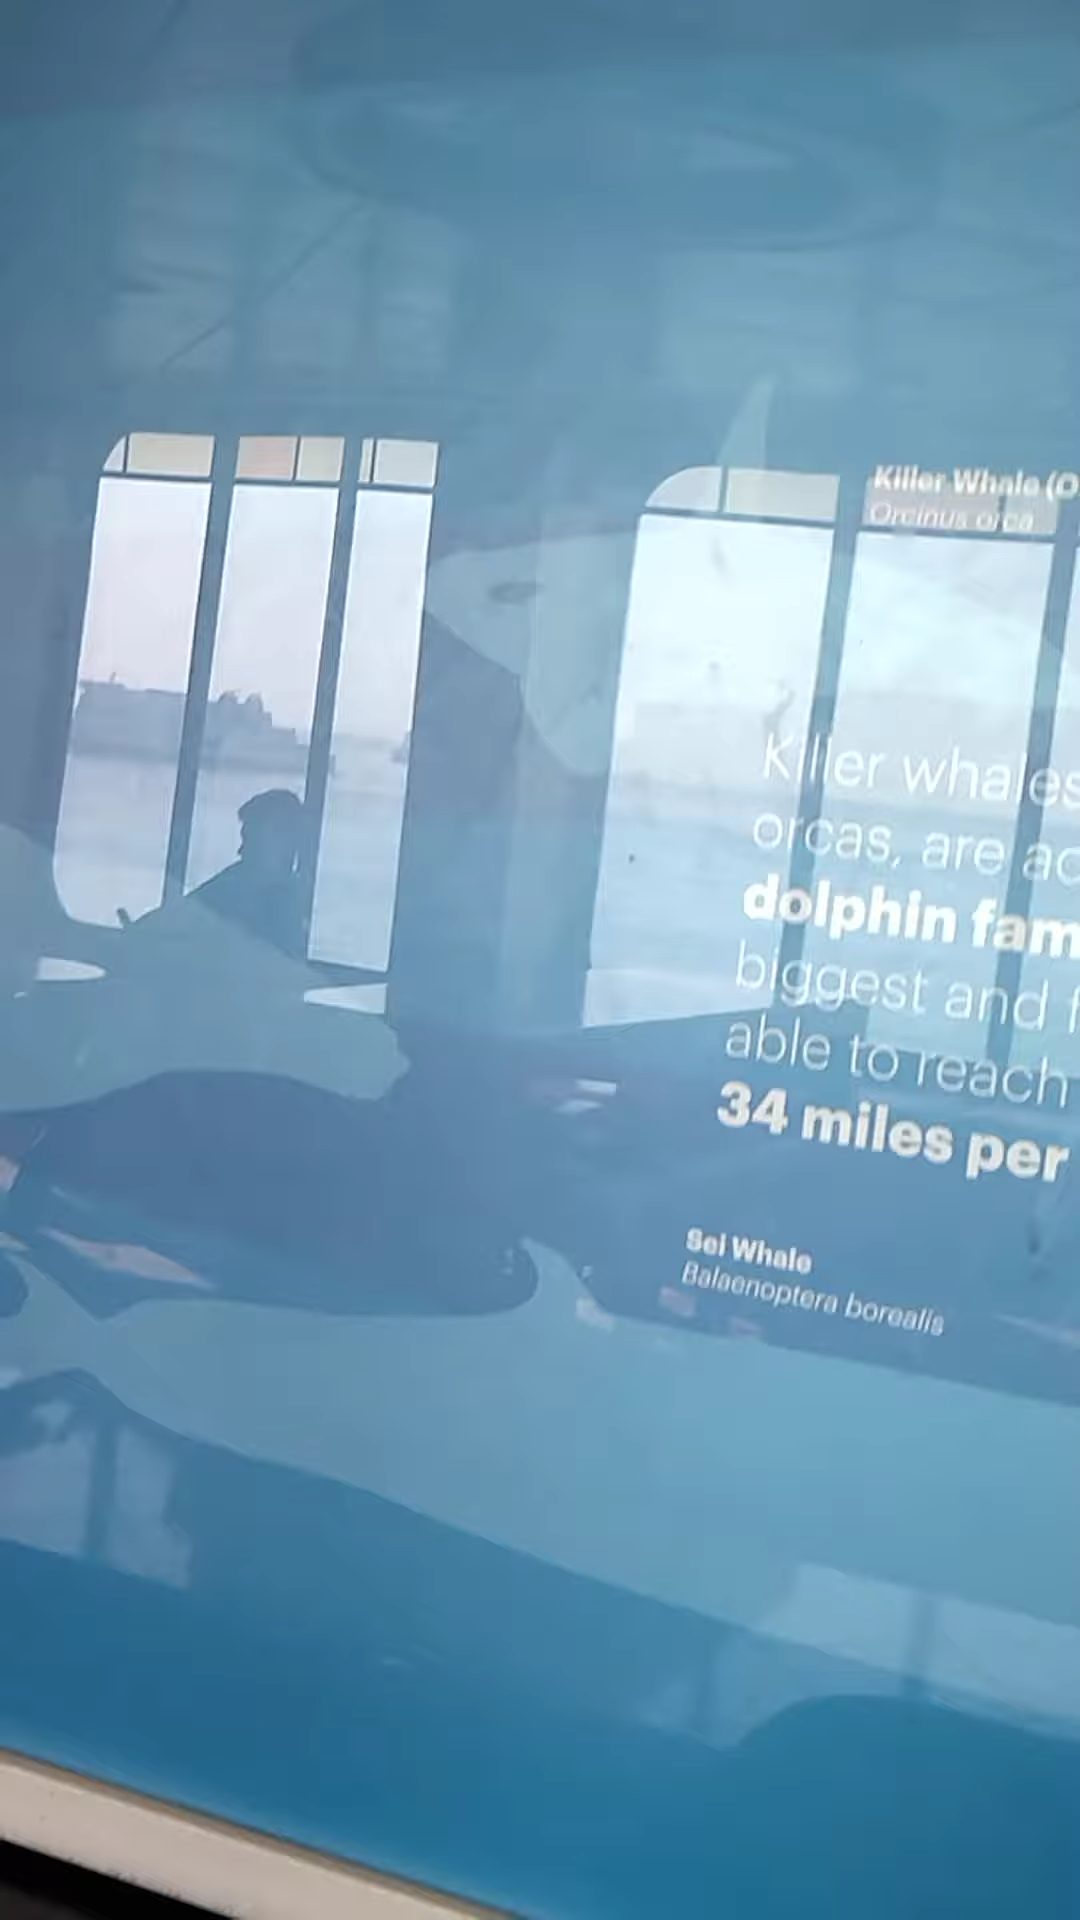 Killer Whale (O
Orcinus orca
Killer whales
orcas, are ac
dolphin fam
biggest and f
able to reach
34 miles per
Sei Whale
Balaenoptera borealis